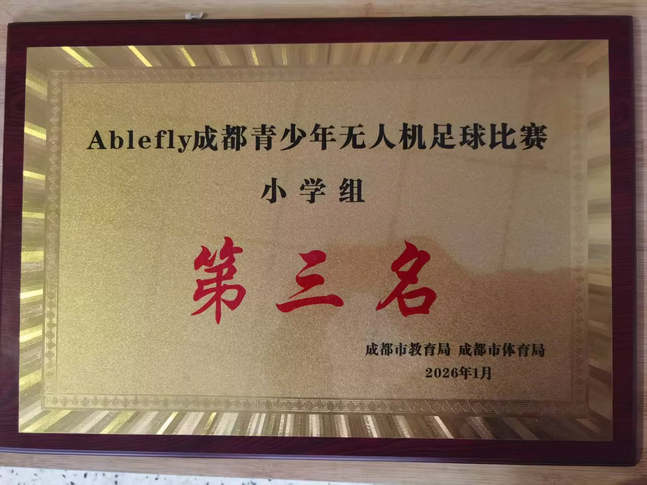 Ablefly成都青少年无人机足球比赛
小学组
第三名
成都市教育局 成都市体育局
2026年1月